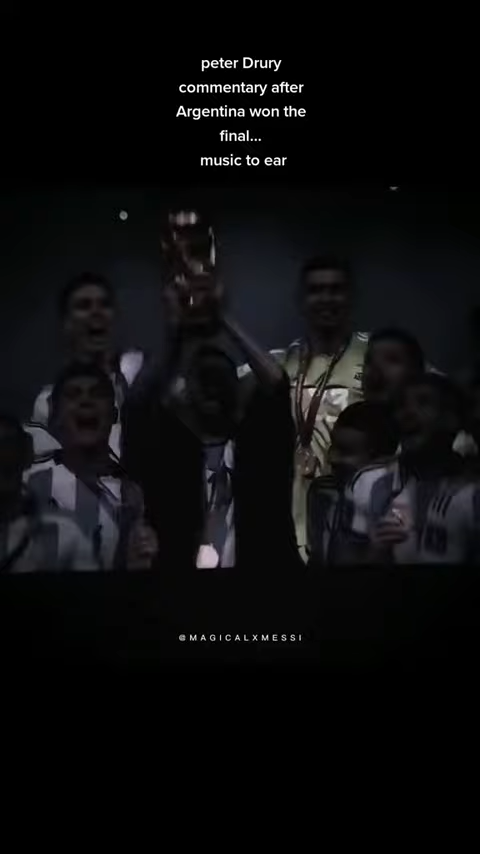 peter Drury
commentary after
Argentina won the
final...
music to ear
@MAGICALXMESSI